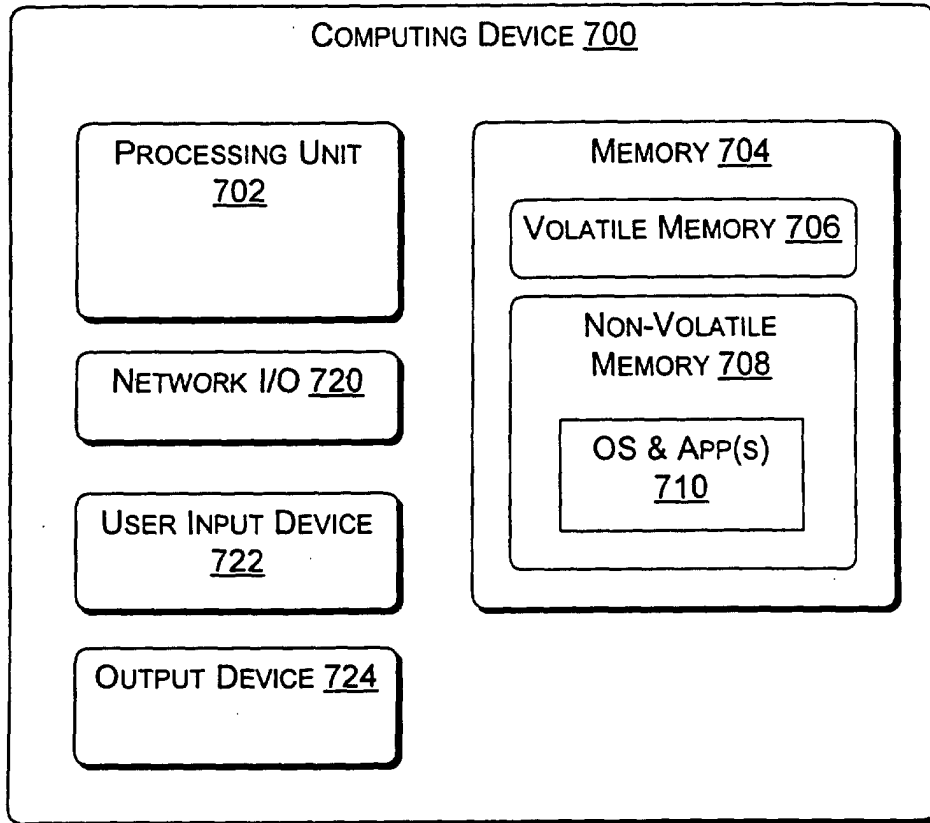 COMPUTING DEVICE 700
PROCESSING UNIT
702
NETWORK I/O 720
USER INPUT DEVICE
722
OUTPUT DEVICE 724
MEMORY 704
VOLATILE MEMORY 706
NON-VOLATILE
MEMORY 708
OS & APP(S)
710